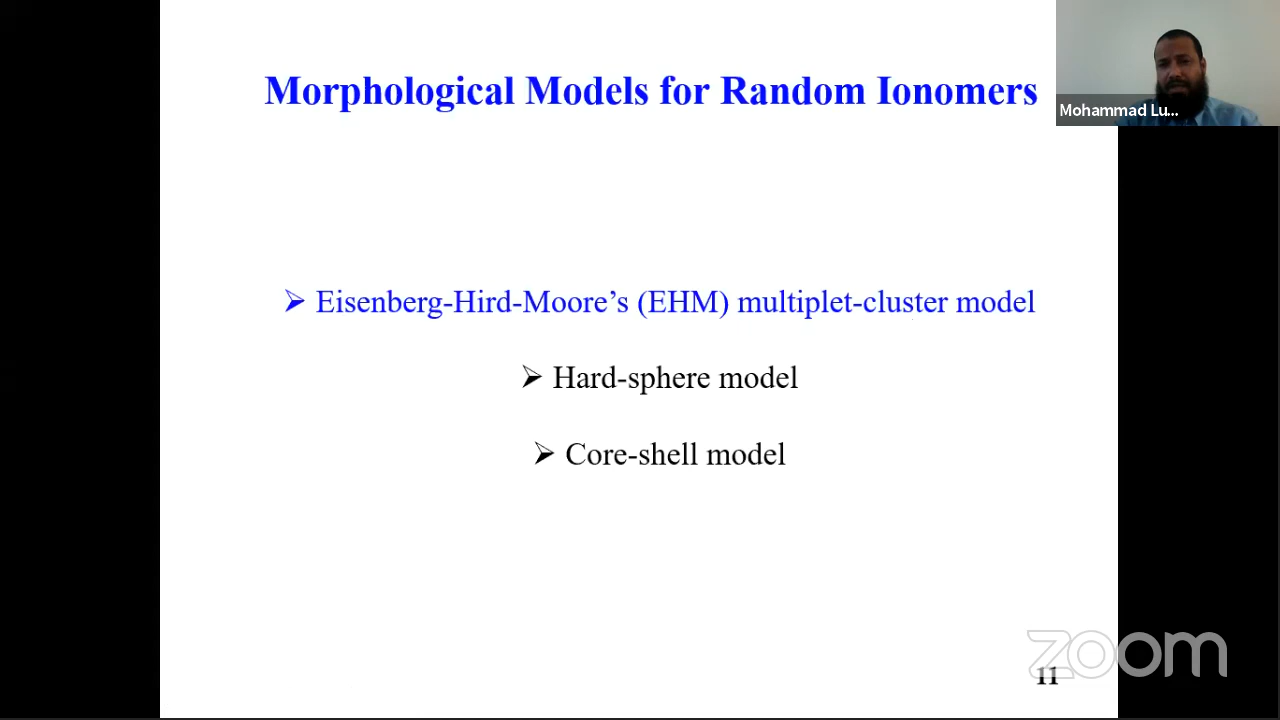 Morphological Models for Random Ionomers
Mohammad Lu...
➢ Eisenberg-Hird-Moore’s (EHM) multiplet-cluster model
➢ Hard-sphere model
➢ Core-shell model
zoom
11